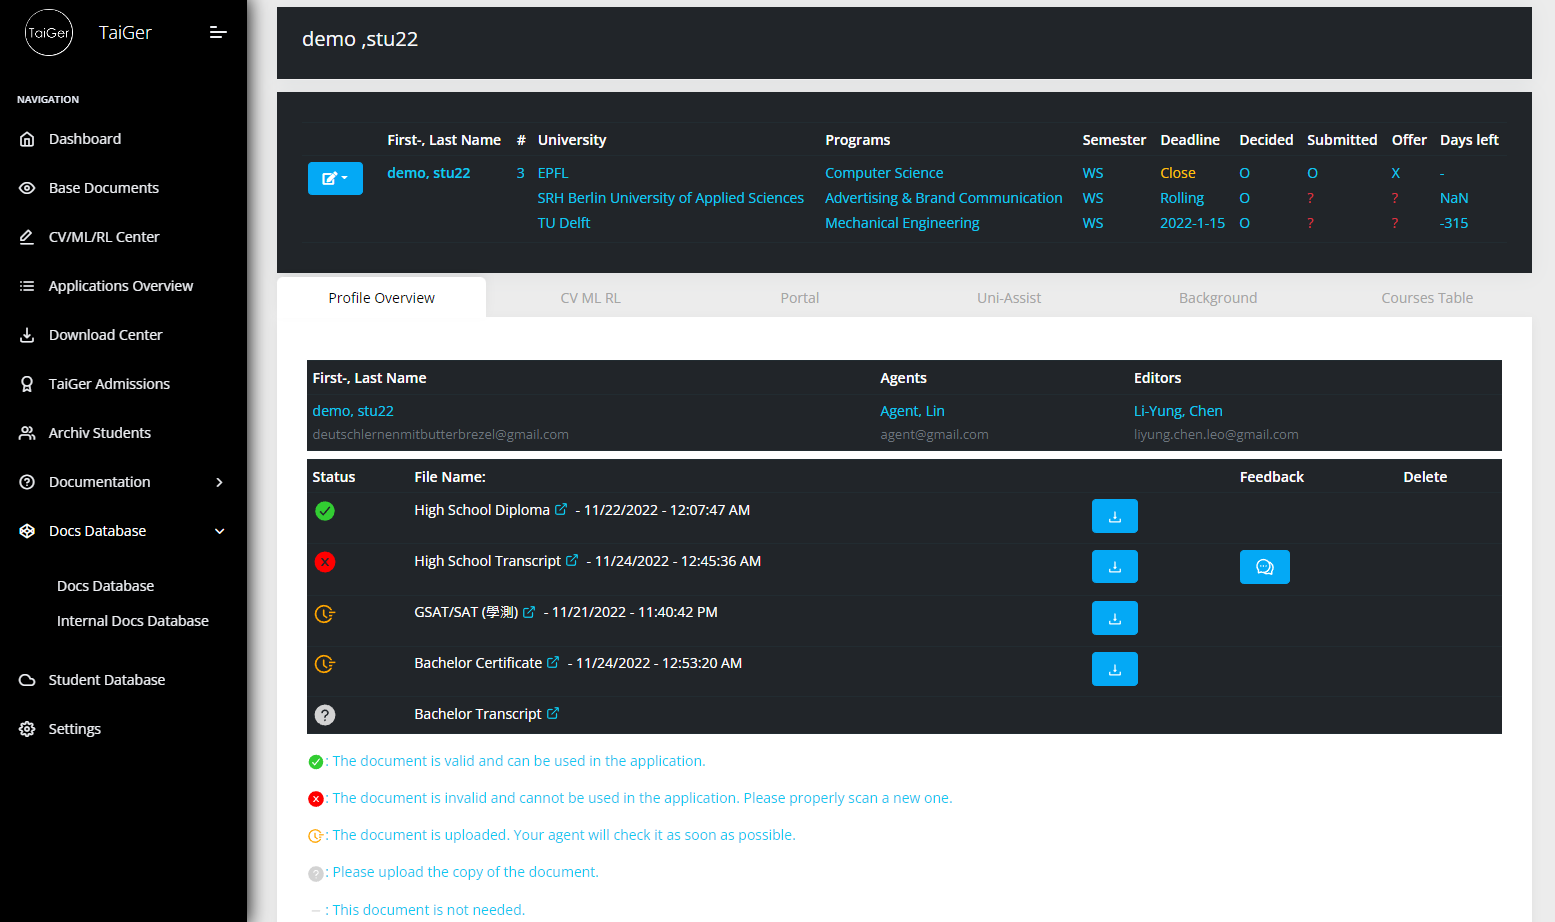 TaiGer TaiGer
NAVIGATION
Dashboard
Base Documents
CV/ML/RL Center
Applications Overview
Download Center
TaiGer Admissions
Archiv Students
Documentation
Docs Database
Docs Database
Internal Docs Database
Student Database
Settings
demo ,stu22
First-, Last Name # University Programs Semester Deadline Decided Submitted Offer Days left
demo, stu22 3 EPFL Computer Science WS Close O O X -
SRH Berlin University of Applied Sciences Advertising & Brand Communication WS Rolling O ? ? NaN
TU Delft Mechanical Engineering WS 2022-1-15 O ? ? -315
Profile Overview CV ML RL Portal Uni-Assist Background Courses Table
First-, Last Name Agents Editors
demo, stu22 Agent, Lin Li-Yung, Chen
deutschlernenmitbutterbrezel@gmail.com agent@gmail.com liyung.chen.leo@gmail.com
Status File Name: Feedback Delete
High School Diploma - 11/22/2022 - 12:07:47 AM
High School Transcript - 11/24/2022 - 12:45:36 AM
GSAT/SAT (學測) - 11/21/2022 - 11:40:42 PM
Bachelor Certificate - 11/24/2022 - 12:53:20 AM
Bachelor Transcript
: The document is valid and can be used in the application.
: The document is invalid and cannot be used in the application. Please properly scan a new one.
: The document is uploaded. Your agent will check it as soon as possible.
: Please upload the copy of the document.
: This document is not needed.